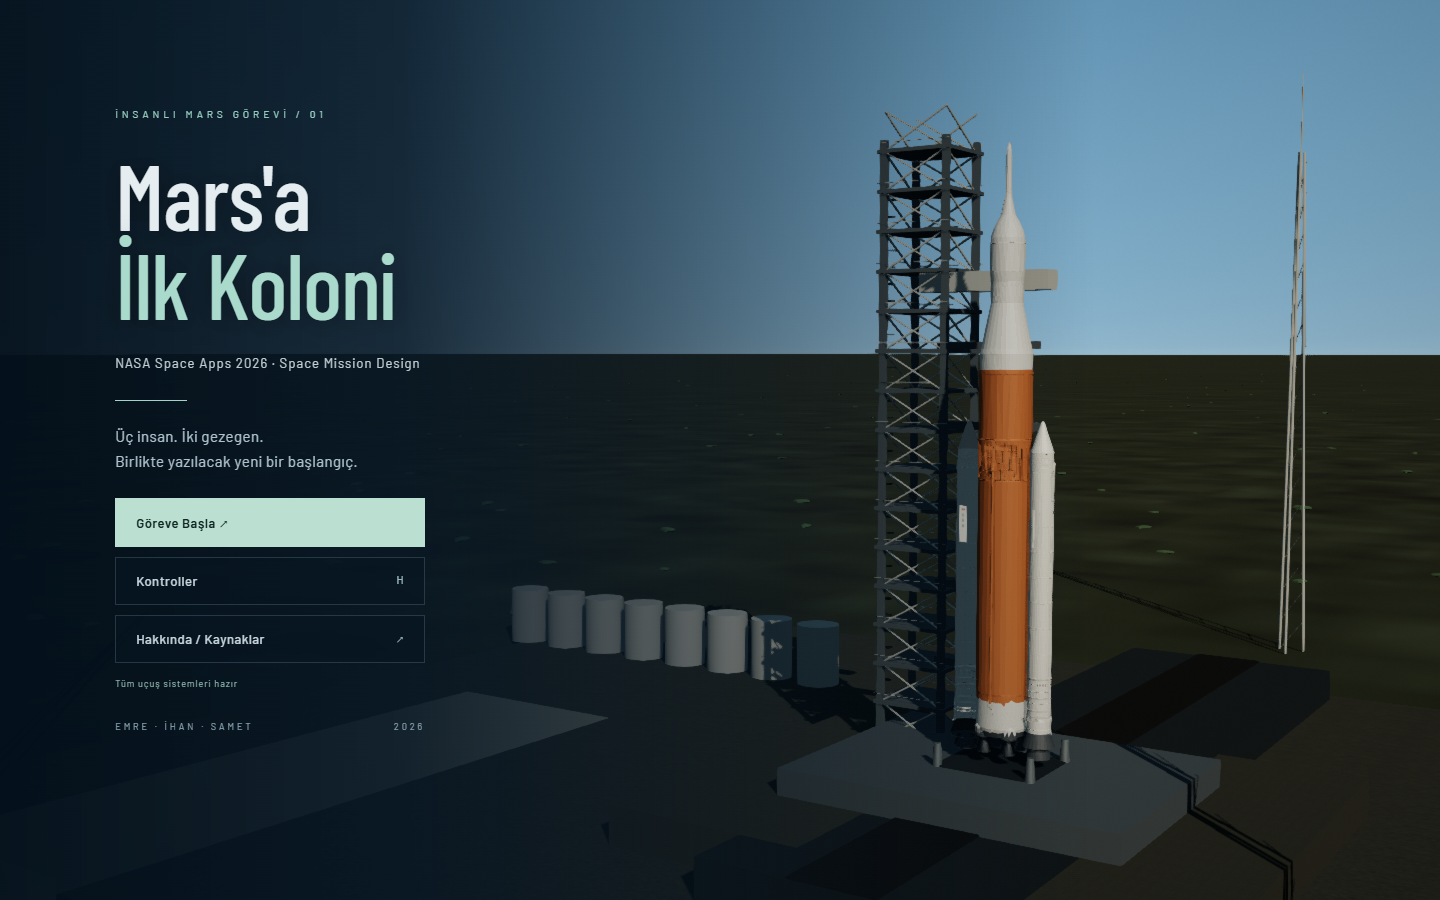 İNSANLI MARS GÖREVİ / 01
Mars'a
İlk Koloni
NASA Space Apps 2026 · Space Mission Design
Üç insan. İki gezegen.
Birlikte yazılacak yeni bir başlangıç.
Göreve Başla ↗
Kontroller H
Hakkında / Kaynaklar ↗
Tüm uçuş sistemleri hazır
EMRE · İHAN · SAMET 2026